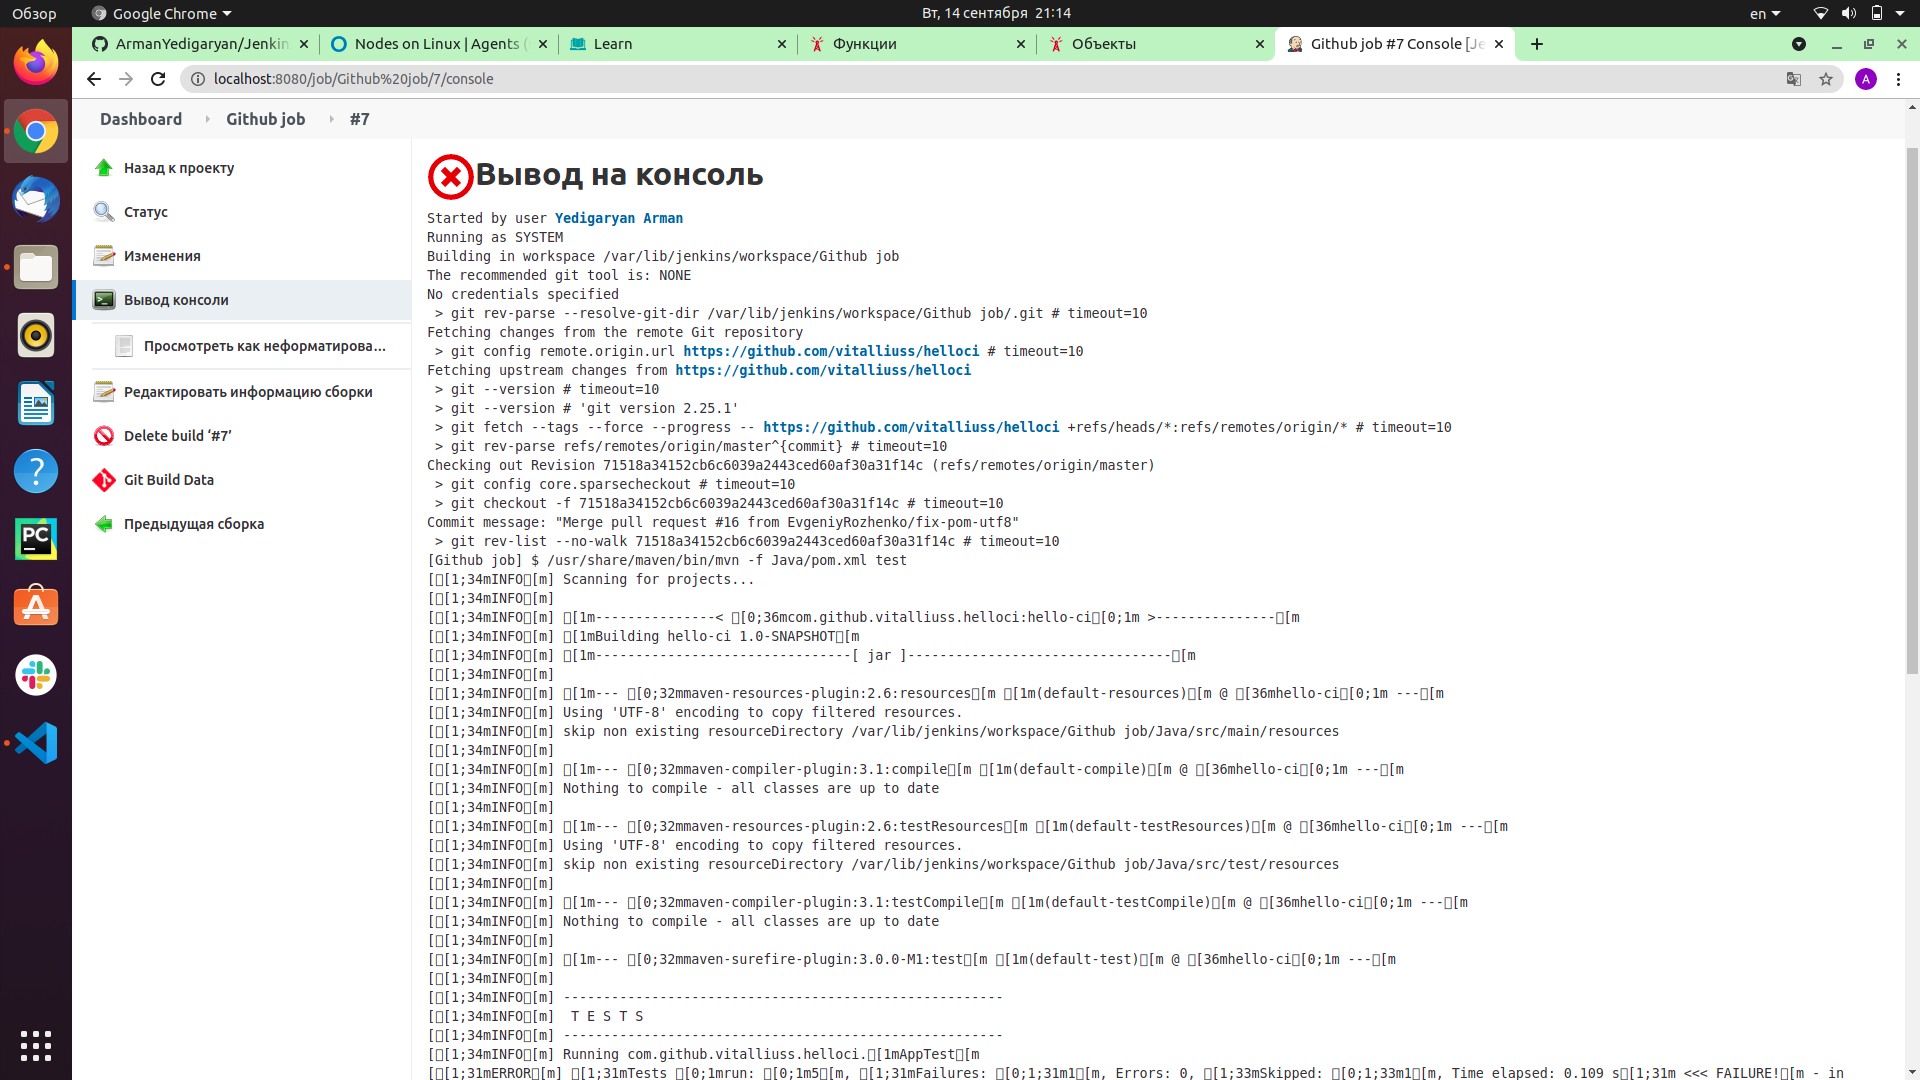 Обзор
Google Chrome
Вт, 14 сентября 21:14
en
ArmanYedigaryan/Jenkin
Nodes on Linux | Agents (
Learn
Функции
Объекты
Github job #7 Console [Je
localhost:8080/job/Github%20job/7/console
A
Dashboard
Github job
#7
Назад к проекту
Статус
Изменения
Вывод консоли
Просмотреть как неформатирова...
Редактировать информацию сборки
Delete build ‘#7’
Git Build Data
Предыдущая сборка
Вывод на консоль
Started by user Yedigaryan Arman
Running as SYSTEM
Building in workspace /var/lib/jenkins/workspace/Github job
The recommended git tool is: NONE
No credentials specified
> git rev-parse --resolve-git-dir /var/lib/jenkins/workspace/Github job/.git # timeout=10
Fetching changes from the remote Git repository
> git config remote.origin.url https://github.com/vitalliuss/helloci # timeout=10
Fetching upstream changes from https://github.com/vitalliuss/helloci
> git --version # timeout=10
> git --version # 'git version 2.25.1'
> git fetch --tags --force --progress -- https://github.com/vitalliuss/helloci +refs/heads/*:refs/remotes/origin/* # timeout=10
> git rev-parse refs/remotes/origin/master^{commit} # timeout=10
Checking out Revision 71518a34152cb6c6039a2443ced60af30a31f14c (refs/remotes/origin/master)
> git config core.sparsecheckout # timeout=10
> git checkout -f 71518a34152cb6c6039a2443ced60af30a31f14c # timeout=10
Commit message: "Merge pull request #16 from EvgeniyRozhenko/fix-pom-utf8"
> git rev-list --no-walk 71518a34152cb6c6039a2443ced60af30a31f14c # timeout=10
[Github job] $ /usr/share/maven/bin/mvn -f Java/pom.xml test
[[1;34mINFO[m] Scanning for projects...
[[1;34mINFO[m]
[[1;34mINFO[m] [1m---------------< [0;36mcom.github.vitalliuss.helloci:hello-ci[0;1m >---------------[m
[[1;34mINFO[m] [1mBuilding hello-ci 1.0-SNAPSHOT[m
[[1;34mINFO[m] [1m--------------------------------[ jar ]---------------------------------[m
[[1;34mINFO[m]
[[1;34mINFO[m] [1m--- [0;32mmaven-resources-plugin:2.6:resources[m [1m(default-resources)[m @ [36mhello-ci[0;1m ---[m
[[1;34mINFO[m] Using 'UTF-8' encoding to copy filtered resources.
[[1;34mINFO[m] skip non existing resourceDirectory /var/lib/jenkins/workspace/Github job/Java/src/main/resources
[[1;34mINFO[m]
[[1;34mINFO[m] [1m--- [0;32mmaven-compiler-plugin:3.1:compile[m [1m(default-compile)[m @ [36mhello-ci[0;1m ---[m
[[1;34mINFO[m] Nothing to compile - all classes are up to date
[[1;34mINFO[m]
[[1;34mINFO[m] [1m--- [0;32mmaven-resources-plugin:2.6:testResources[m [1m(default-testResources)[m @ [36mhello-ci[0;1m ---[m
[[1;34mINFO[m] Using 'UTF-8' encoding to copy filtered resources.
[[1;34mINFO[m] skip non existing resourceDirectory /var/lib/jenkins/workspace/Github job/Java/src/test/resources
[[1;34mINFO[m]
[[1;34mINFO[m] [1m--- [0;32mmaven-compiler-plugin:3.1:testCompile[m [1m(default-testCompile)[m @ [36mhello-ci[0;1m ---[m
[[1;34mINFO[m] Nothing to compile - all classes are up to date
[[1;34mINFO[m]
[[1;34mINFO[m] [1m--- [0;32mmaven-surefire-plugin:3.0.0-M1:test[m [1m(default-test)[m @ [36mhello-ci[0;1m ---[m
[[1;34mINFO[m]
[[1;34mINFO[m] -------------------------------------------------------
[[1;34mINFO[m]  T E S T S
[[1;34mINFO[m] -------------------------------------------------------
[[1;34mINFO[m] Running com.github.vitalliuss.helloci.[1mAppTest[m
[[1;31mERROR[m] [1;31mTests [0;1mrun: [0;1m5[m, [1;31mFailures: [0;1;31m1[m, Errors: 0, [1;33mSkipped: [0;1;33m1[m, Time elapsed: 0.109 s[1;31m <<< FAILURE![m - in